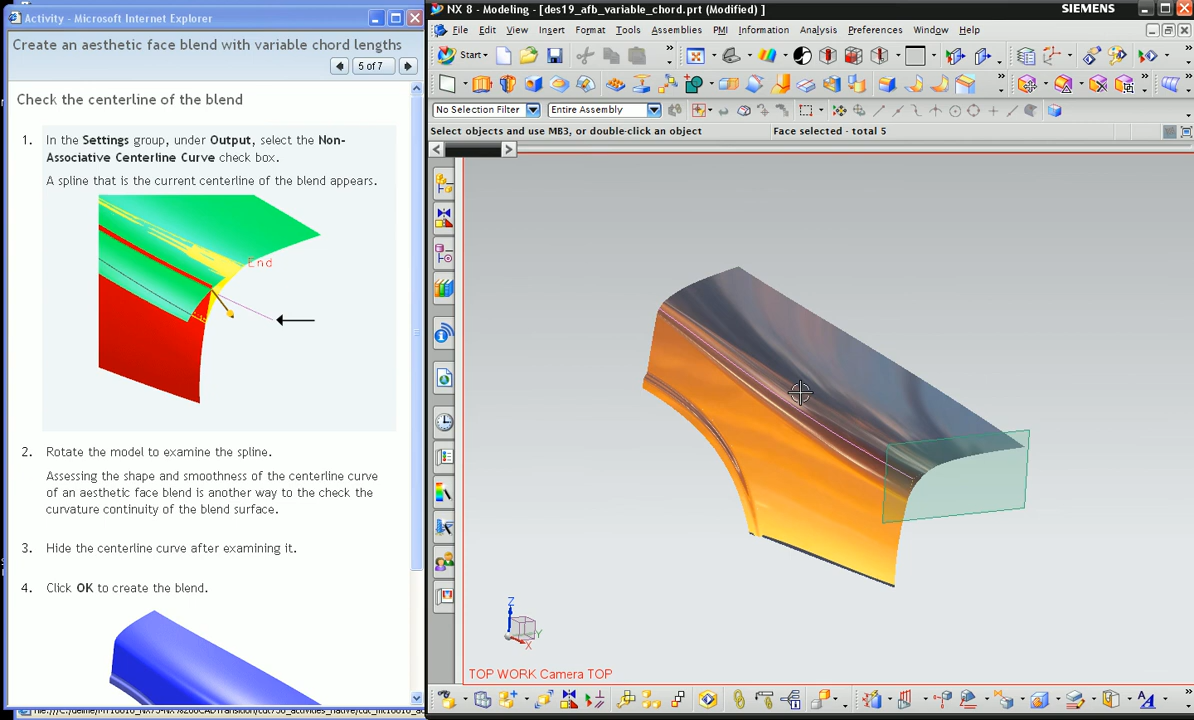 Activity - Microsoft Internet Explorer
Create an aesthetic face blend with variable chord lengths
5 of 7
Check the centerline of the blend
1. In the Settings group, under Output, select the Non-
Associative Centerline Curve check box.
A spline that is the current centerline of the blend appears.
End
2. Rotate the model to examine the spline.
Assessing the shape and smoothness of the centerline curve
of an aesthetic face blend is another way to the check the
curvature continuity of the blend surface.
3. Hide the centerline curve after examining it.
4. Click OK to create the blend.
NX 8 - Modeling - [des19_afb_variable_chord.prt (Modified) ]
SIEMENS
File Edit View Insert Format Tools Assemblies PMI Information Analysis Preferences Window Help
Start
No Selection Filter Entire Assembly
Select objects and use MB3, or double-click an object Face selected - total 5
Z
Y
X
TOP WORK Camera TOP